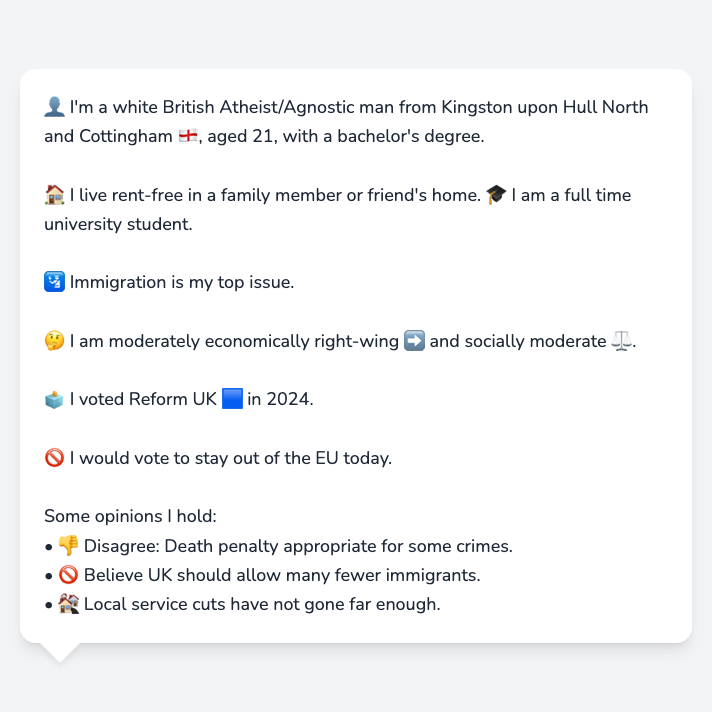 👤 I'm a white British Atheist/Agnostic man from Kingston upon Hull North
and Cottingham 🏴󠁧󠁢󠁥󠁮󠁧󠁿, aged 21, with a bachelor's degree.
🏠 I live rent-free in a family member or friend's home. 🎓 I am a full time
university student.
🛂 Immigration is my top issue.
🤔 I am moderately economically right-wing ➡️ and socially moderate ⚖️.
🗳️ I voted Reform UK 🟦 in 2024.
🚫 I would vote to stay out of the EU today.
Some opinions I hold:
• 👎 Disagree: Death penalty appropriate for some crimes.
• 🚫 Believe UK should allow many fewer immigrants.
• 🏚️ Local service cuts have not gone far enough.